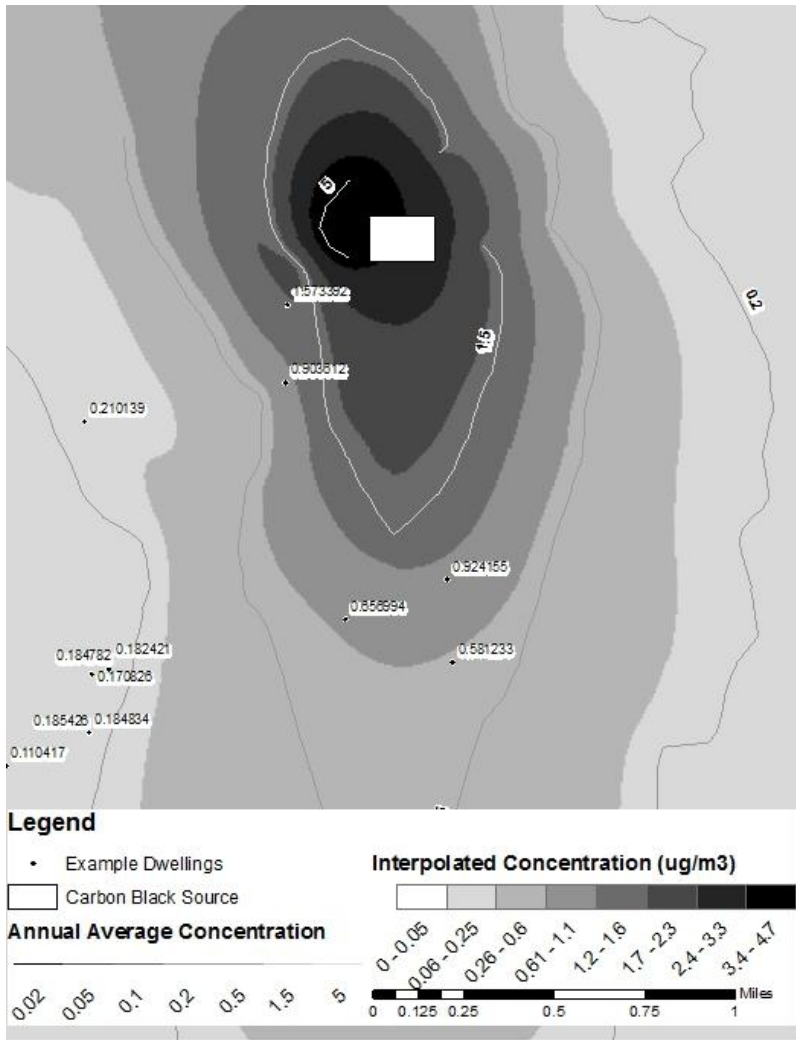 5
0.2
1.573392
1.5
0.903612
0.210139
0.924155
0.656994
0.581233
0.182421
0.184782
0.170826
0.185426 0.184834
0.110417
Legend
Example Dwellings
Carbon Black Source
Annual Average Concentration
0.02 0.05 0.1 0.2 0.5 1.5 5
Interpolated Concentration (ug/m3)
0 - 0.05 0.06 - 0.25 0.26 - 0.6 0.61 - 1.1 1.2 - 1.6 1.7 - 2.3 2.4 - 3.3 3.4 - 4.7
Miles
0 0.125 0.25 0.5 0.75 1